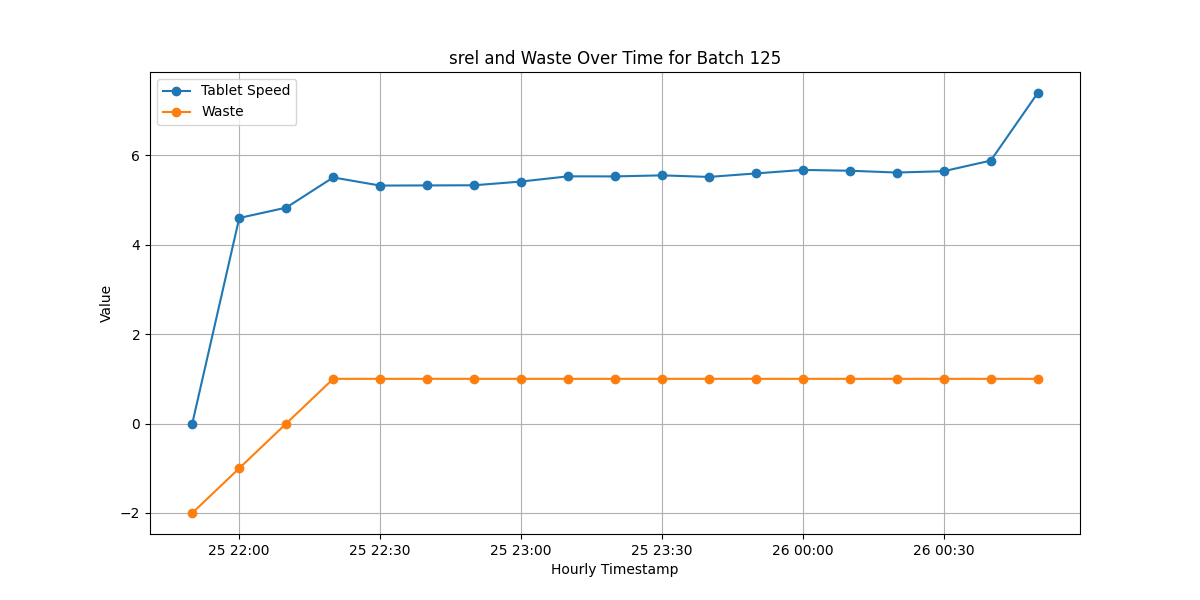 srel and Waste Over Time for Batch 125
Tablet Speed
Waste
Value
6
4
2
0
−2
25 22:00 25 22:30 25 23:00 25 23:30 26 00:00 26 00:30
Hourly Timestamp